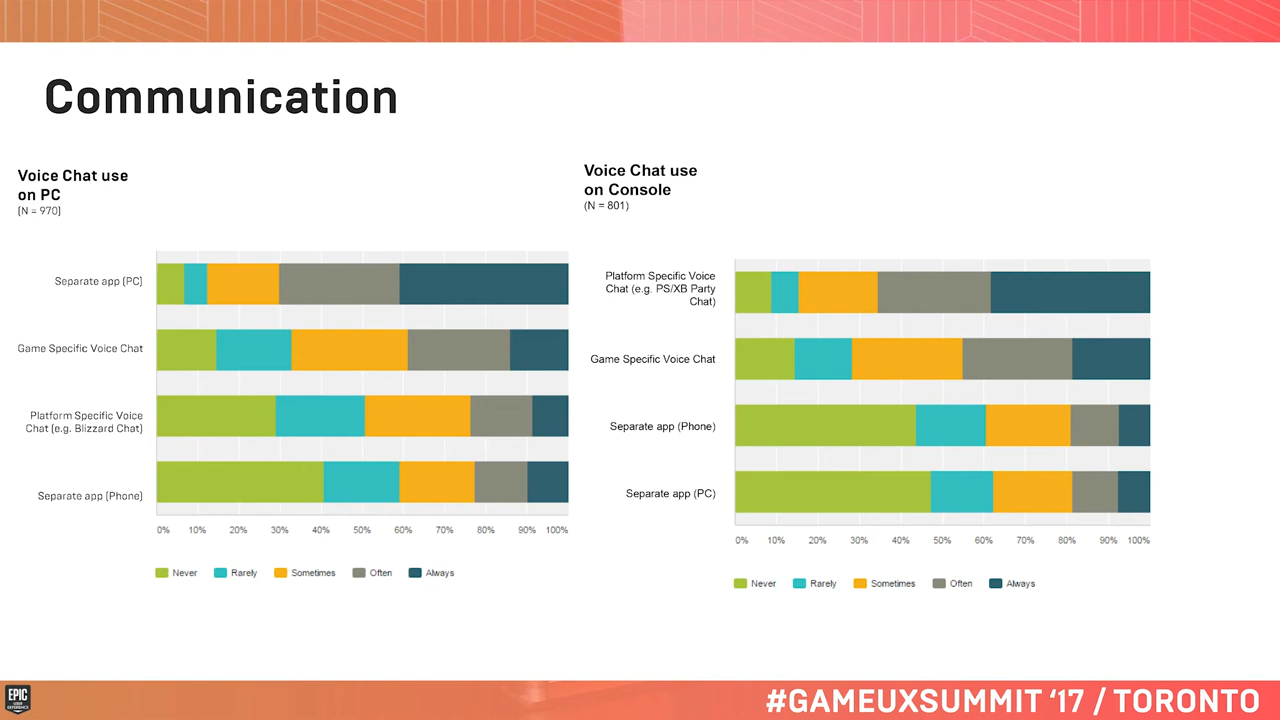 Communication
Voice Chat use
on PC
(N = 970)
Separate app (PC)
Game Specific Voice Chat
Platform Specific Voice
Chat (e.g. Blizzard Chat)
Separate app (Phone)
0% 10% 20% 30% 40% 50% 60% 70% 80% 90% 100%
Never Rarely Sometimes Often Always
Voice Chat use
on Console
(N = 801)
Platform Specific Voice
Chat (e.g. PS/XB Party
Chat)
Game Specific Voice Chat
Separate app (Phone)
Separate app (PC)
0% 10% 20% 30% 40% 50% 60% 70% 80% 90% 100%
Never Rarely Sometimes Often Always
EPIC
USER
EXPERIENCE
#GAMEUXSUMMIT ‘17 / TORONTO